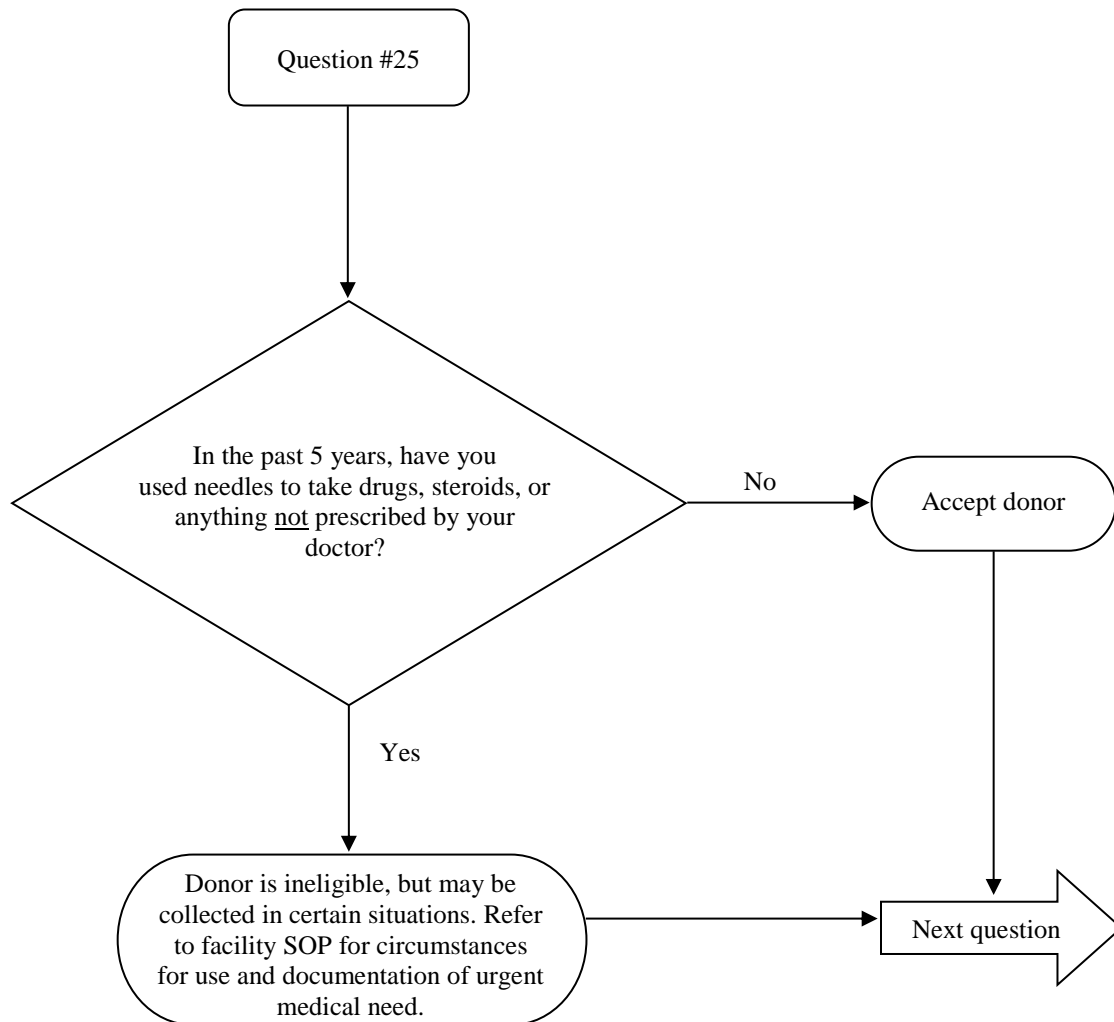 Question #25
In the past 5 years, have you
used needles to take drugs, steroids, or
anything not prescribed by your
doctor?
No
Accept donor
Yes
Donor is ineligible, but may be
collected in certain situations. Refer
to facility SOP for circumstances
for use and documentation of urgent
medical need.
Next question